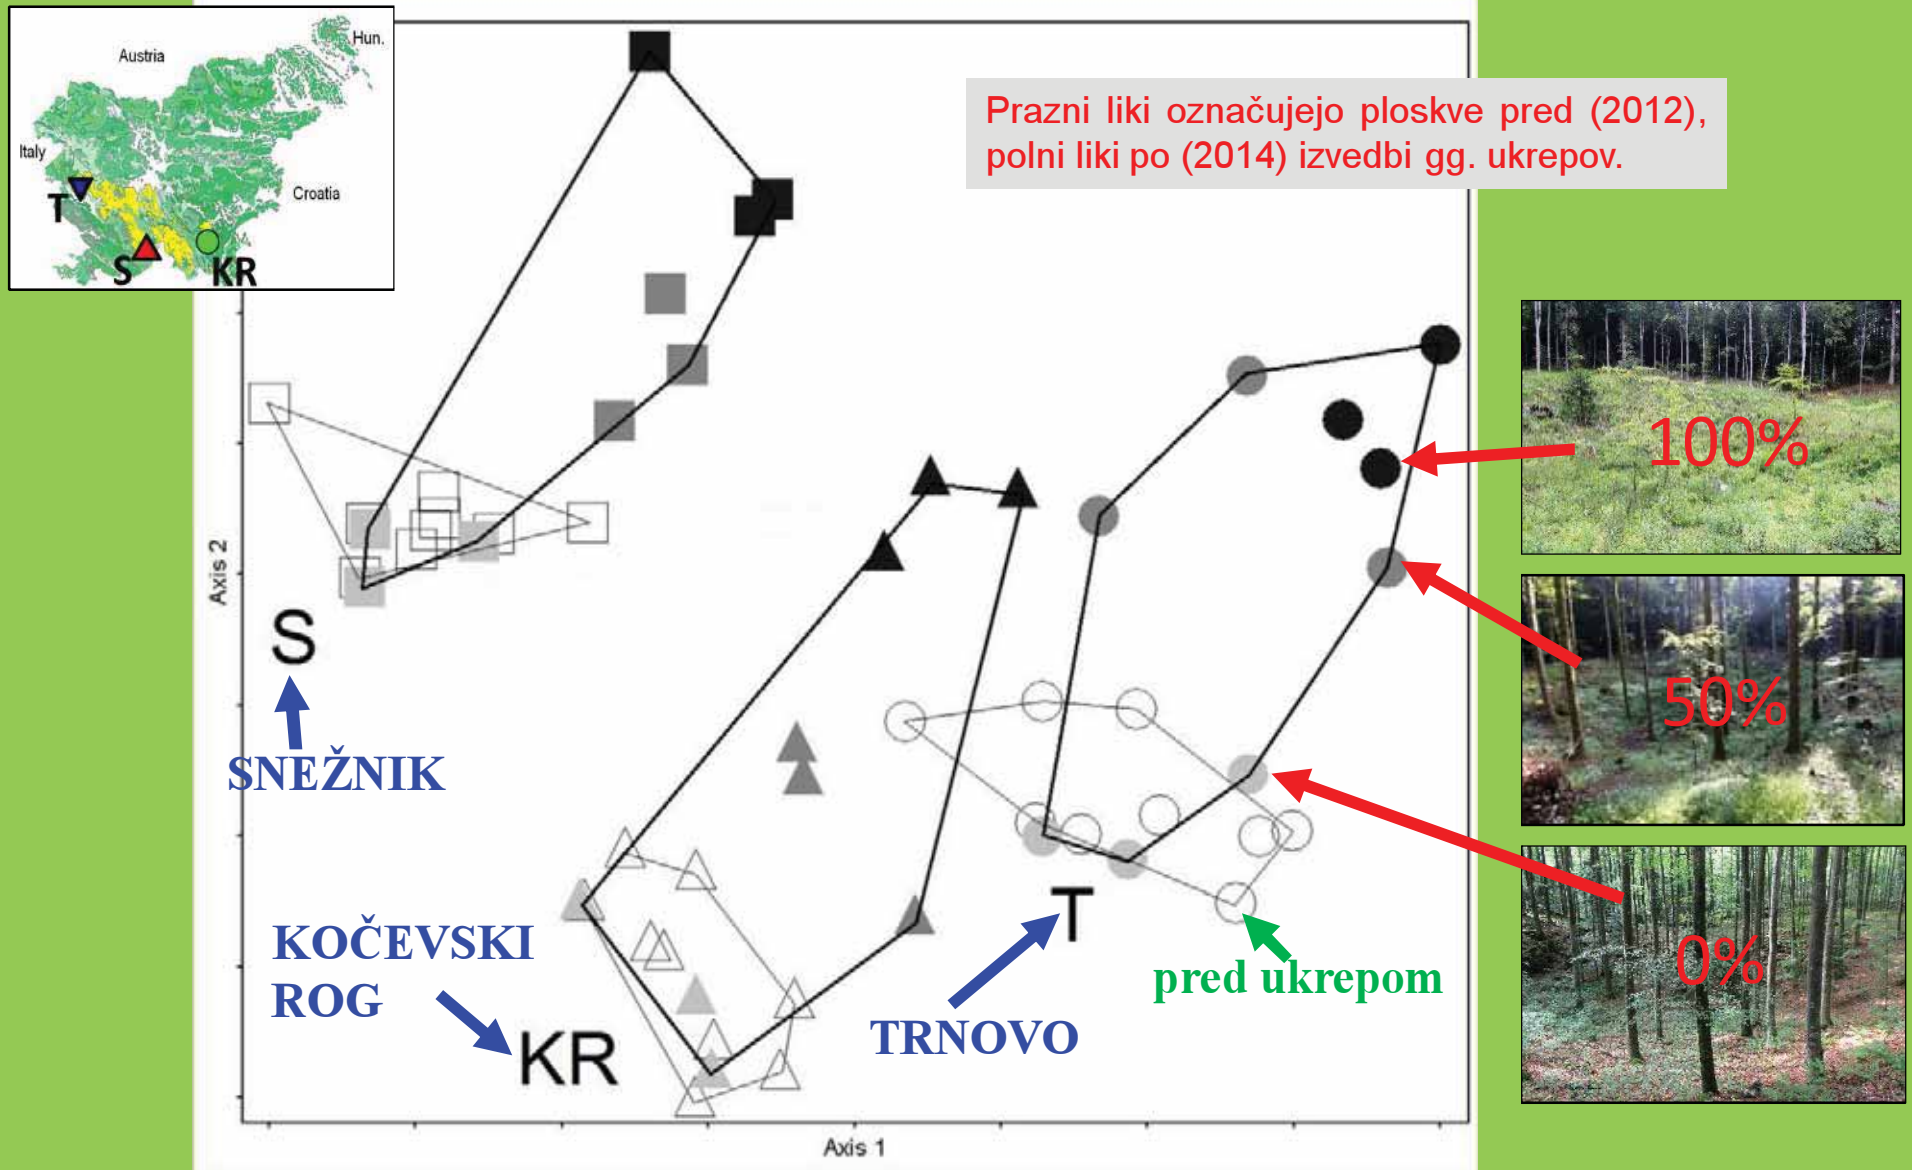 Austria
Hun.
Italy
Croatia
T
S
KR
Prazni liki označujejo ploskve pred (2012),
polni liki po (2014) izvedbi gg. ukrepov.
100%
50%
0%
Axis 2
S
SNEŽNIK
KOČEVSKI
ROG
KR
T
TRNOVO
pred ukrepom
Axis 1